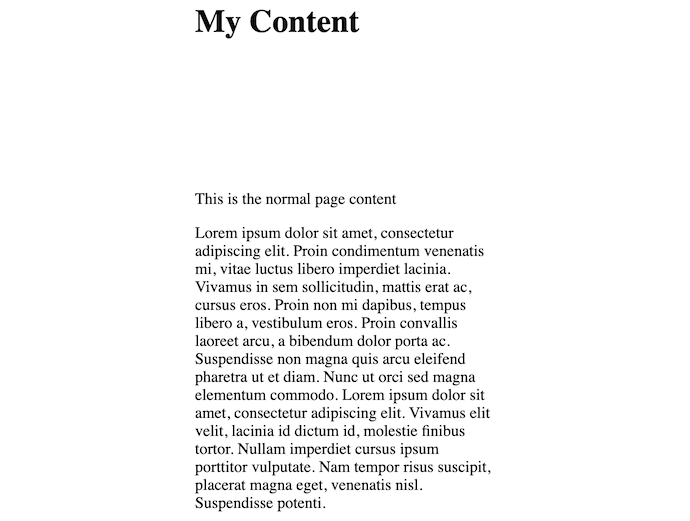 My Content
This is the normal page content
Lorem ipsum dolor sit amet, consectetur
adipiscing elit. Proin condimentum venenatis
mi, vitae luctus libero imperdiet lacinia.
Vivamus in sem sollicitudin, mattis erat ac,
cursus eros. Proin non mi dapibus, tempus
libero a, vestibulum eros. Proin convallis
laoreet arcu, a bibendum dolor porta ac.
Suspendisse non magna quis arcu eleifend
pharetra ut et diam. Nunc ut orci sed magna
elementum commodo. Lorem ipsum dolor sit
amet, consectetur adipiscing elit. Vivamus elit
velit, lacinia id dictum id, molestie finibus
tortor. Nullam imperdiet cursus ipsum
porttitor vulputate. Nam tempor risus suscipit,
placerat magna eget, venenatis nisl.
Suspendisse potenti.